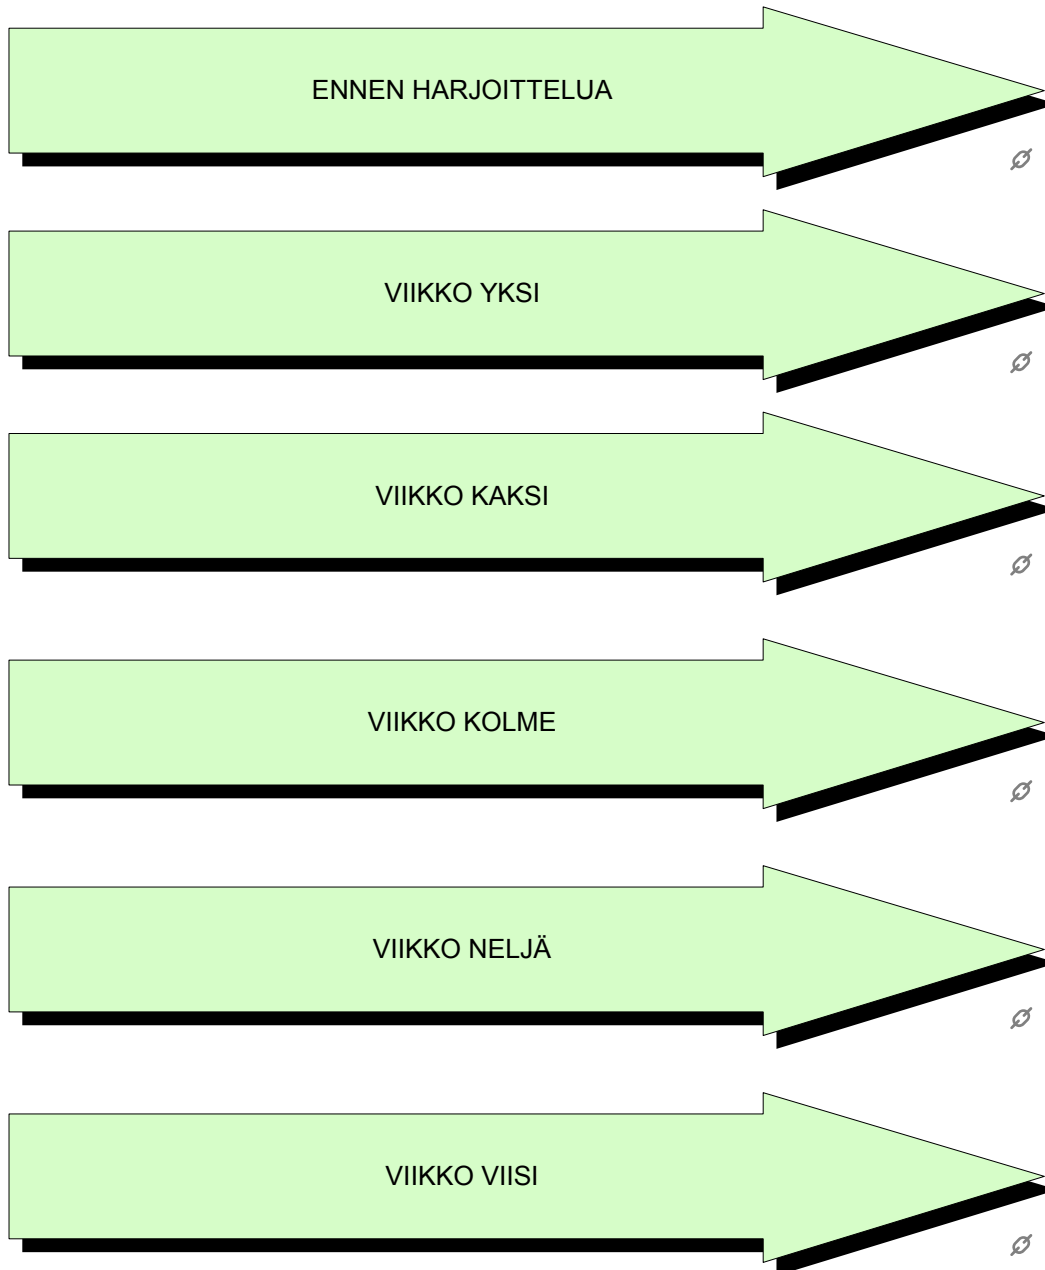 ENNEN HARJOITTELUA
VIIKKO YKSI
VIIKKO KAKSI
VIIKKO KOLME
VIIKKO NELJÄ
VIIKKO VIISI